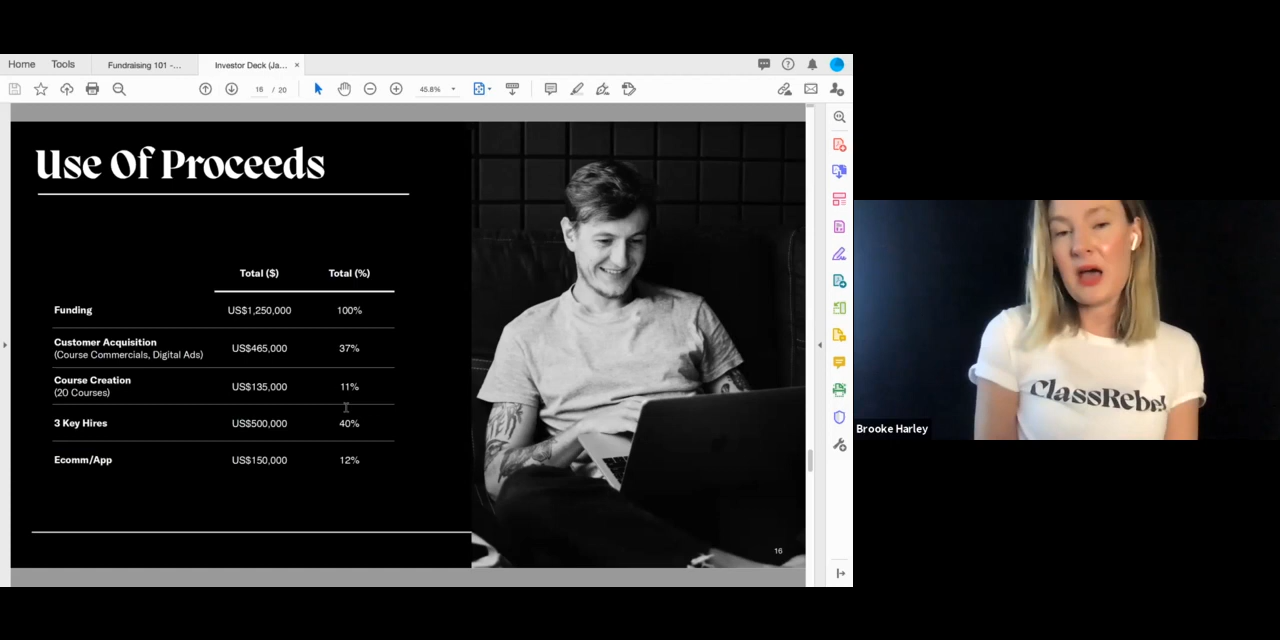 Home Tools Fundraising 101 -... Investor Deck (Ja... ×
16 / 20 45.8%
Use Of Proceeds
Total ($) Total (%)
Funding US$1,250,000 100%
Customer Acquisition
(Course Commercials, Digital Ads) US$465,000 37%
Course Creation
(20 Courses) US$135,000 11%
3 Key Hires US$500,000 40%
Ecomm/App US$150,000 12%
16
ClassRebel
Brooke Harley